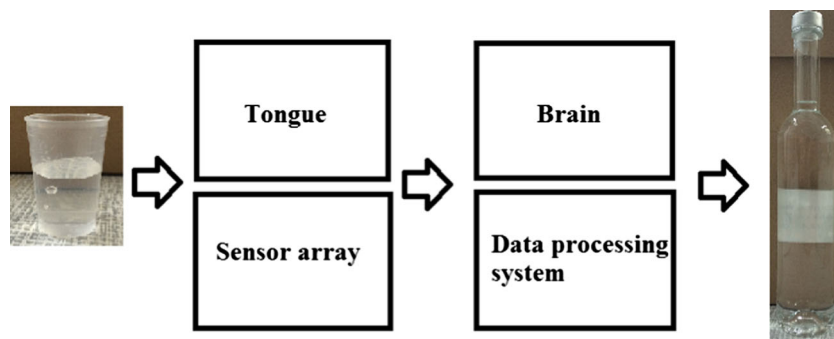 Tongue
Brain
Sensor array
Data processing
system